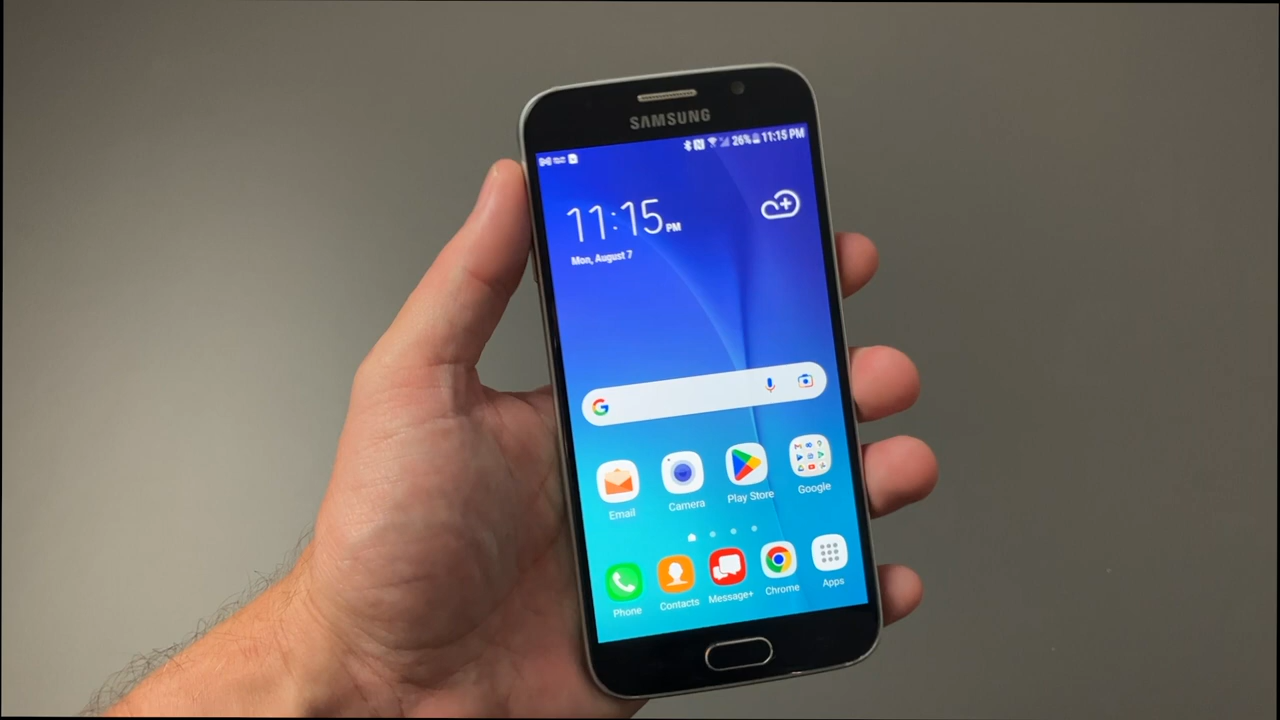 SAMSUNG
26% 11:15 PM
11:15 PM
Mon, August 7
Email
Camera
Play Store
Google
Phone
Contacts
Message+
Chrome
Apps